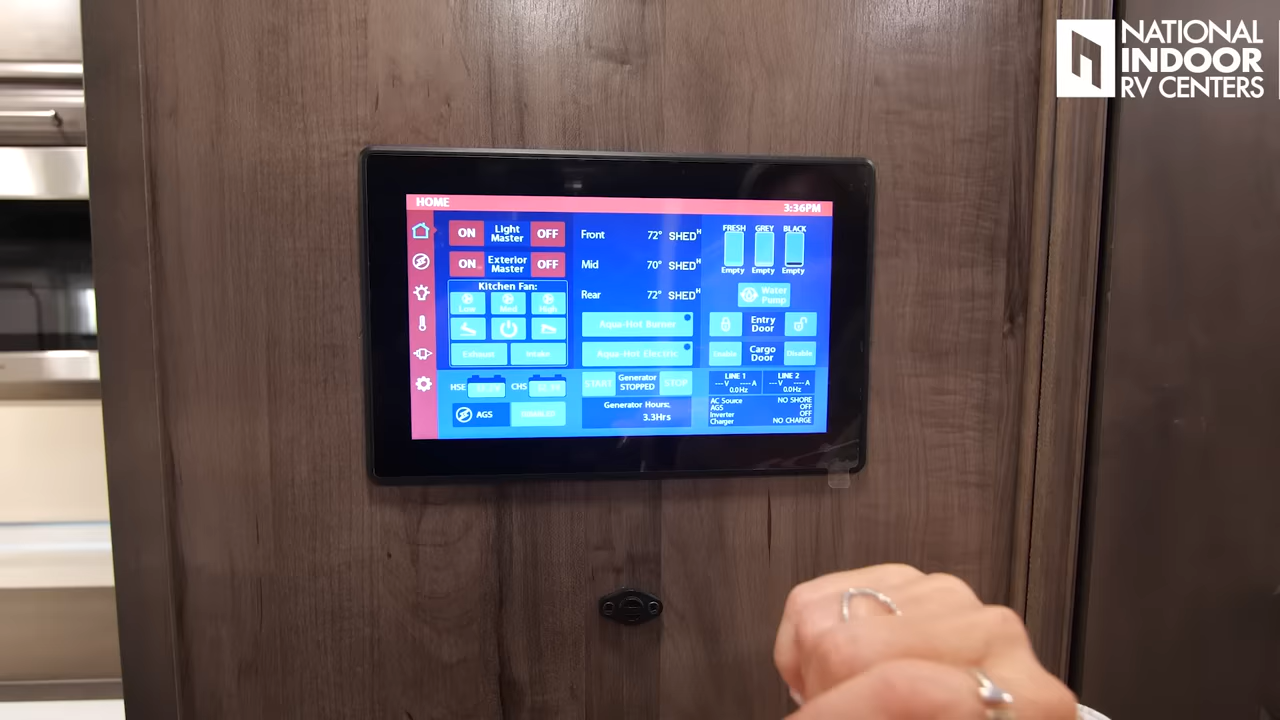 NATIONAL
INDOOR
RV CENTERS
HOME
3:36PM
ON
Light
Master
OFF
ON
Exterior
Master
OFF
Kitchen Fan:
Low
Med
High
Exhaust
Intake
HSE
CHS
AGS
Front 72° SHED H
Mid 70° SHED H
Rear 72° SHED H
Aqua-Hot Burner
Aqua-Hot Electric
START
Generator
STOPPED
STOP
Generator Hours:
3.3Hrs
FRESH GREY BLACK
Empty Empty Empty
Water
Pump
Entry
Door
Enable
Cargo
Door
Disable
LINE 1 LINE 2
--- V ---- A --- V ---- A
0.0Hz 0.0Hz
AC Source NO SHORE
AGS OFF
Inverter OFF
Charger NO CHARGE